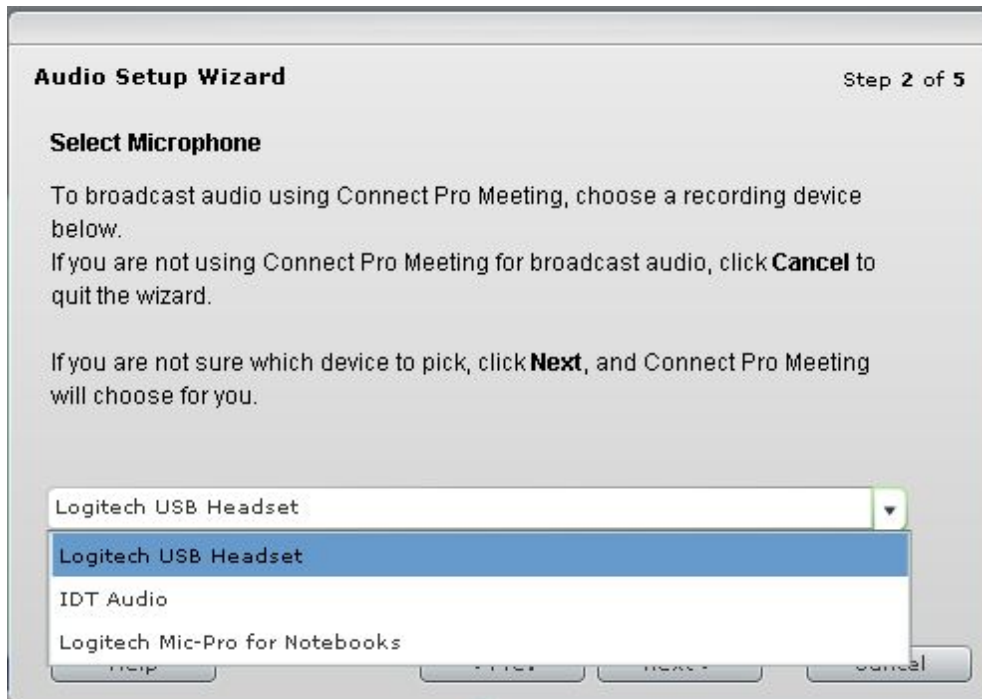 Audio Setup Wizard
Step 2 of 5
Select Microphone
To broadcast audio using Connect Pro Meeting, choose a recording device
below.
If you are not using Connect Pro Meeting for broadcast audio, click Cancel to
quit the wizard.
If you are not sure which device to pick, click Next, and Connect Pro Meeting
will choose for you.
Logitech USB Headset
Logitech USB Headset
IDT Audio
Logitech Mic-Pro for Notebooks